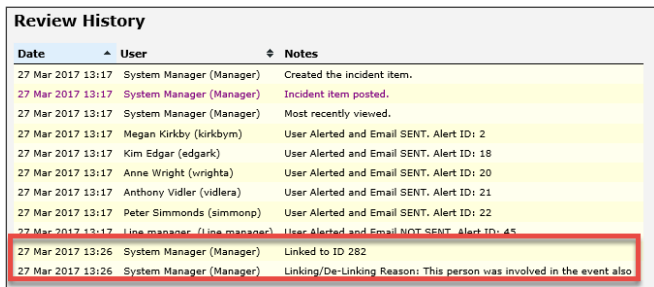 Review History
Date User Notes
27 Mar 2017 13:17 System Manager (Manager) Created the incident item.
27 Mar 2017 13:17 System Manager (Manager) Incident item posted.
27 Mar 2017 13:17 System Manager (Manager) Most recently viewed.
27 Mar 2017 13:17 Megan Kirkby (kirkbym) User Alerted and Email SENT. Alert ID: 2
27 Mar 2017 13:17 Kim Edgar (edgark) User Alerted and Email SENT. Alert ID: 18
27 Mar 2017 13:17 Anne Wright (wrighta) User Alerted and Email SENT. Alert ID: 20
27 Mar 2017 13:17 Anthony Vidler (vidlera) User Alerted and Email SENT. Alert ID: 21
27 Mar 2017 13:17 Peter Simmonds (simmonp) User Alerted and Email SENT. Alert ID: 22
27 Mar 2017 13:17 Line manager (Line manager) User Alerted and Email NOT SENT. Alert ID: 45
27 Mar 2017 13:26 System Manager (Manager) Linked to ID 282
27 Mar 2017 13:26 System Manager (Manager) Linking/De-Linking Reason: This person was involved in the event also